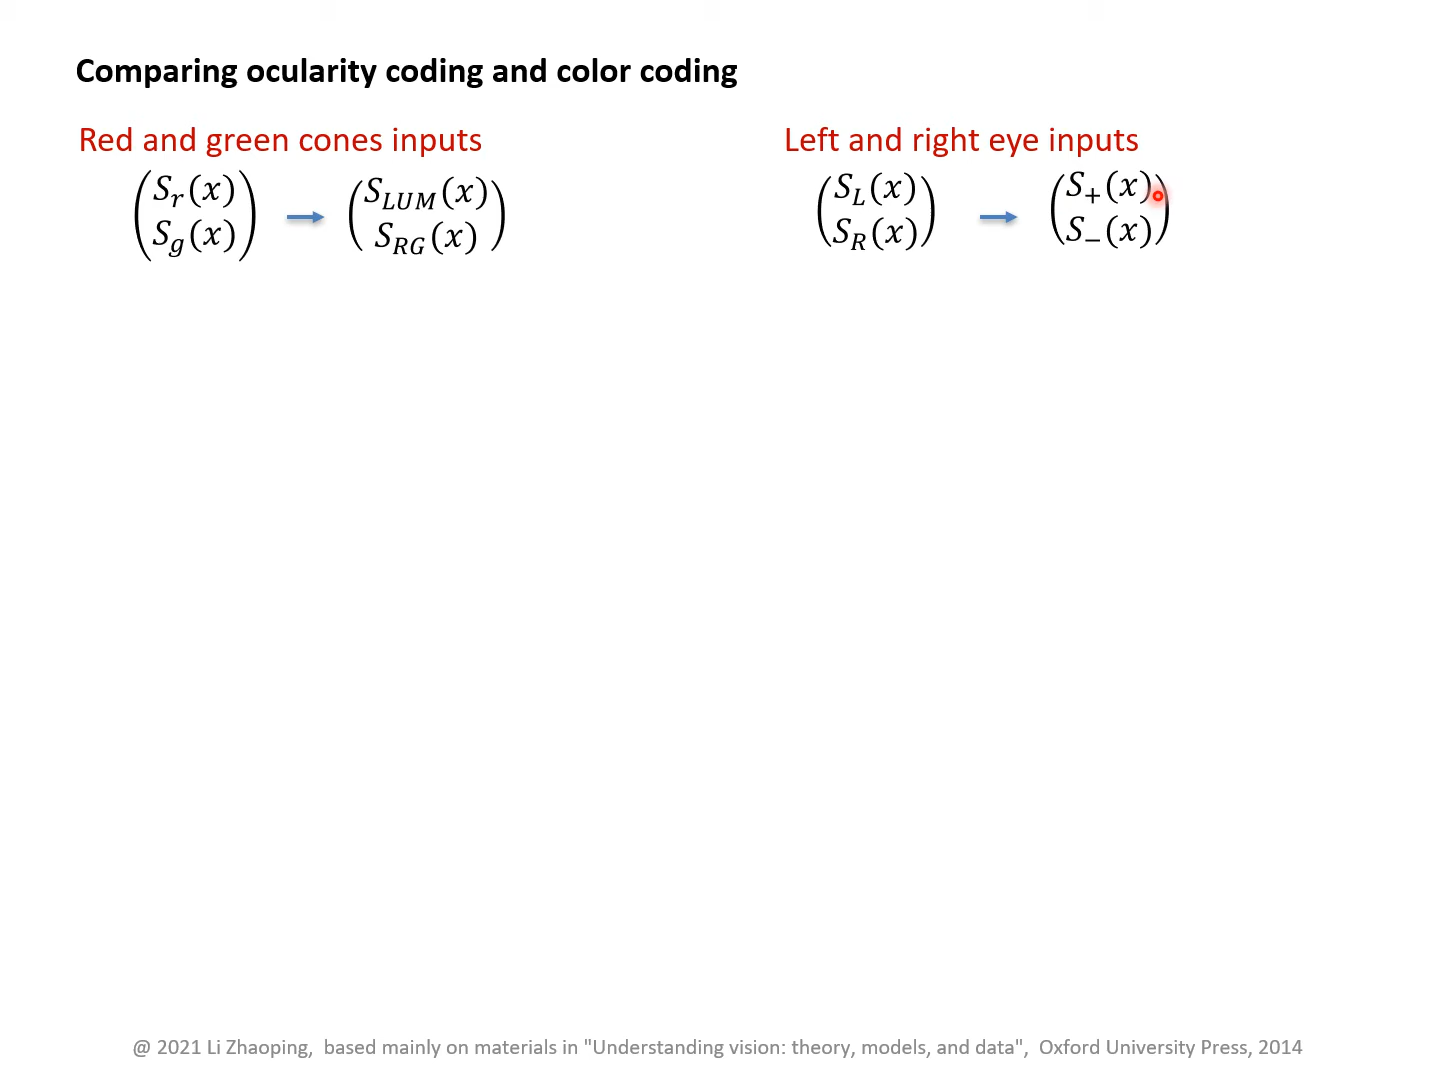 Comparing ocularity coding and color coding
Red and green cones inputs
Left and right eye inputs
(S_r(x) S_g(x)) → (S_LUM(x) S_RG(x))
(S_L(x) S_R(x)) → (S_+(x) S_−(x))
@ 2021 Li Zhaoping, based mainly on materials in "Understanding vision: theory, models, and data", Oxford University Press, 2014